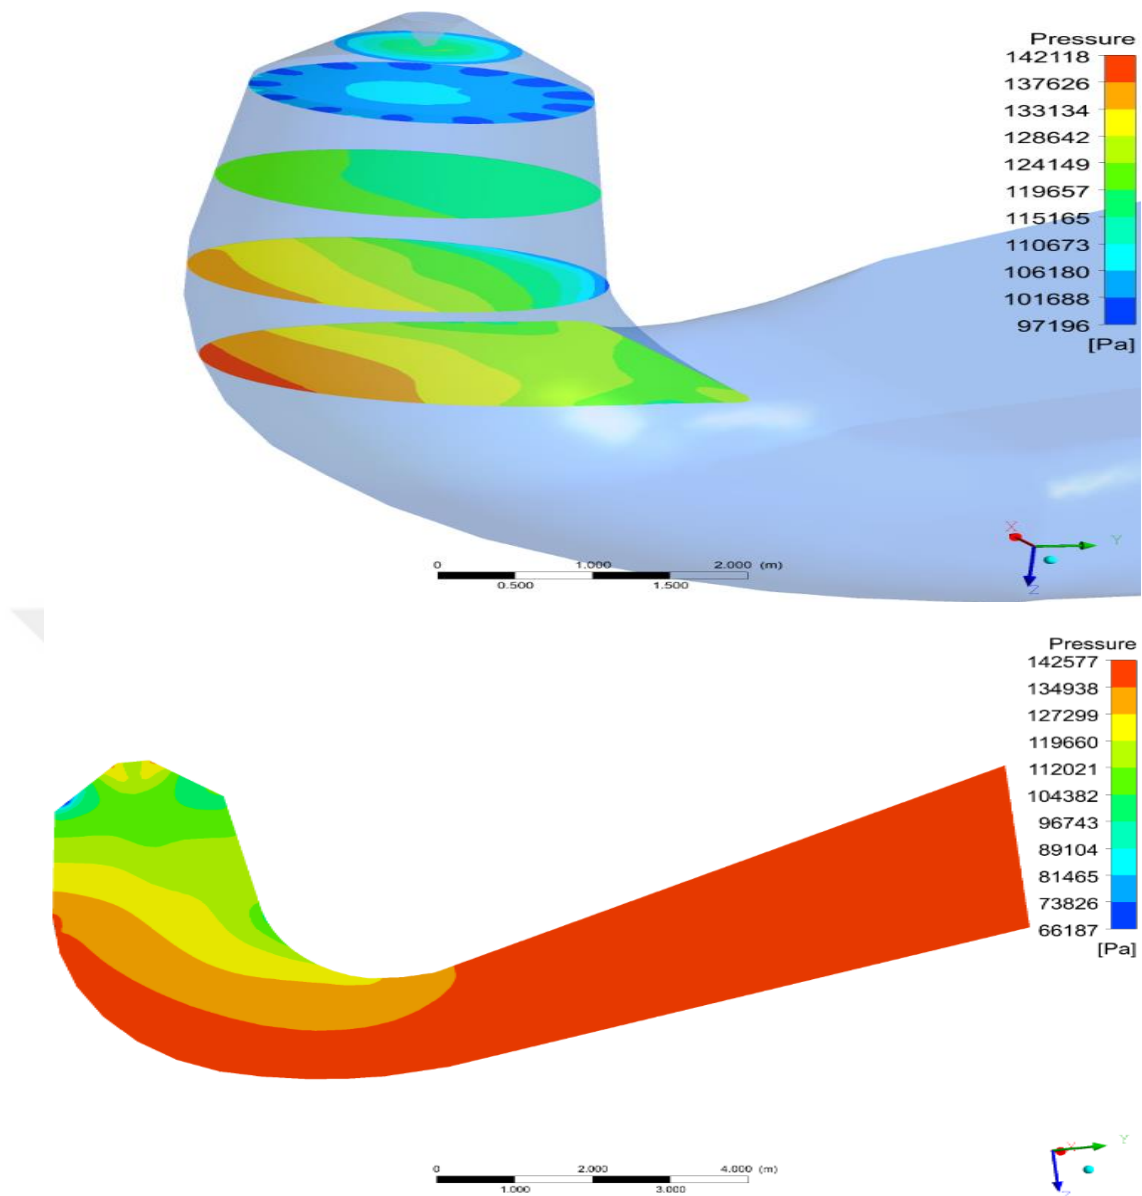 Pressure
142118
137626
133134
128642
124149
119657
115165
110673
106180
101688
97196
[Pa]
X
Y
Z
0 1.000 2.000 (m)
0.500 1.500
Pressure
142577
134938
127299
119660
112021
104382
96743
89104
81465
73826
66187
[Pa]
X
Y
Z
0 2.000 4.000 (m)
1.000 3.000